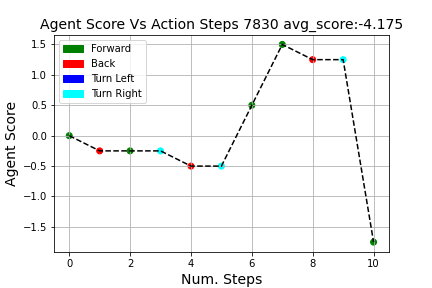 Agent Score Vs Action Steps 7830 avg_score:-4.175
Agent Score
1.5
1.0
0.5
0.0
−0.5
−1.0
−1.5
Forward
Back
Turn Left
Turn Right
0 2 4 6 8 10
Num. Steps